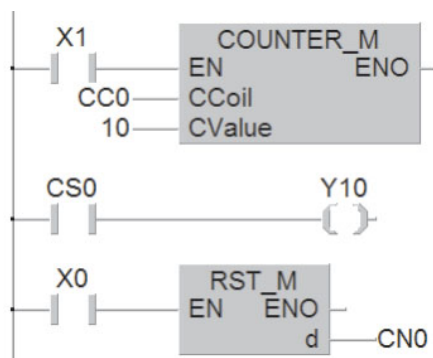 X1
COUNTER_M
EN ENO
CC0 CCoil
10 CValue
CS0 Y10
X0
RST_M
EN ENO
d CN0